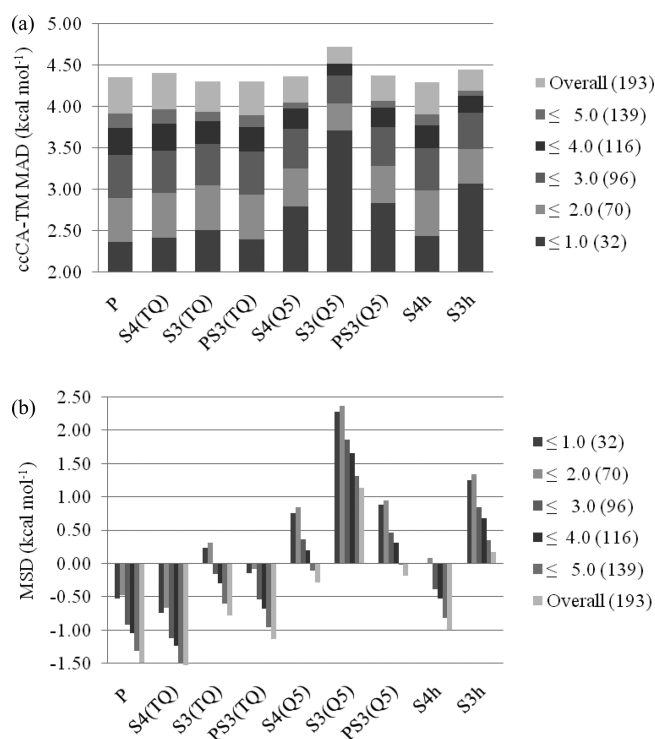 (a)
ccCA-TM MAD (kcal mol⁻¹)
5.00
4.50
4.00
3.50
3.00
2.50
2.00
P
S4(TQ)
S3(TQ)
PS3(TQ)
S4(Q5)
S3(Q5)
PS3(Q5)
S4h
S3h
Overall (193)
≤ 5.0 (139)
≤ 4.0 (116)
≤ 3.0 (96)
≤ 2.0 (70)
≤ 1.0 (32)
(b)
MSD (kcal mol⁻¹)
2.50
2.00
1.50
1.00
0.50
0.00
-0.50
-1.00
-1.50
P
S4(TQ)
S3(TQ)
PS3(TQ)
S4(Q5)
S3(Q5)
PS3(Q5)
S4h
S3h
≤ 1.0 (32)
≤ 2.0 (70)
≤ 3.0 (96)
≤ 4.0 (116)
≤ 5.0 (139)
Overall (193)